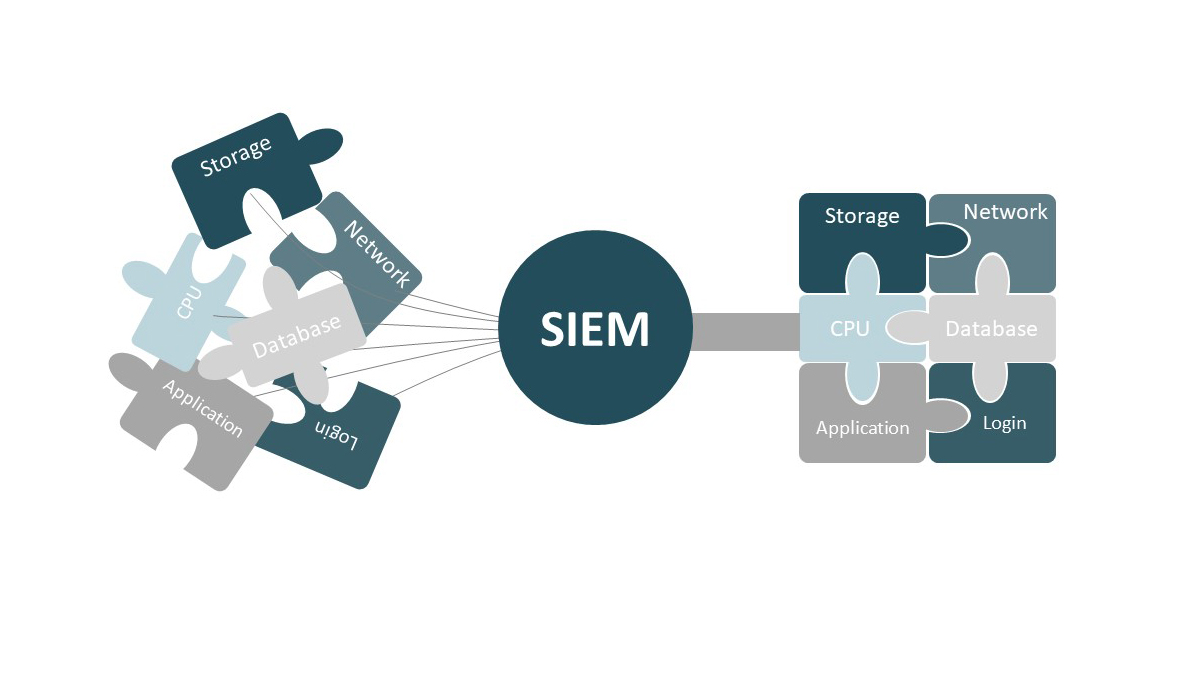 Storage
Network
CPU
Database
Application
Login
SIEM
Storage
Network
CPU
Database
Application
Login